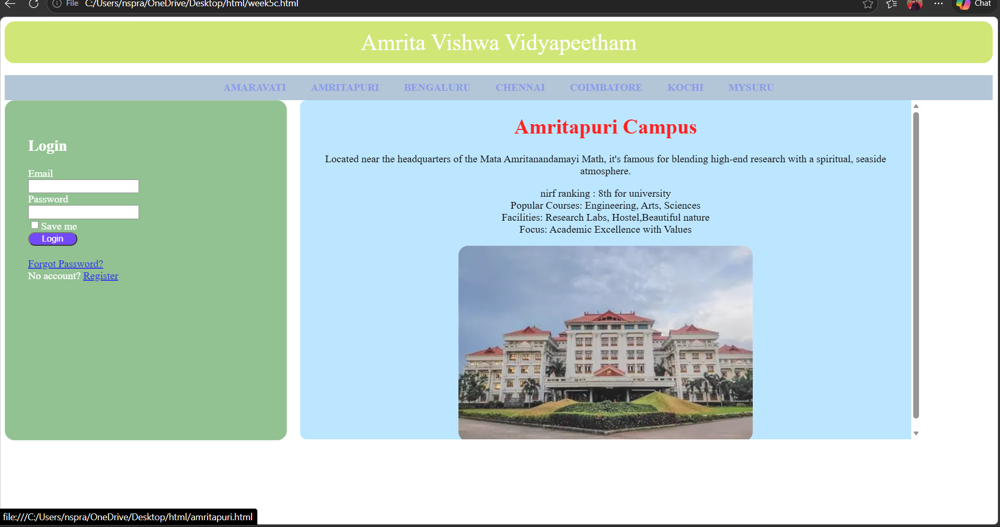 File C:/Users/nspra/OneDrive/Desktop/html/week5c.html
Chat
Amrita Vishwa Vidyapeetham
AMARAVATI AMRITAPURI BENGALURU CHENNAI COIMBATORE KOCHI MYSURU
Login
Email
Password
Save me
Login
Forgot Password?
No account? Register
Amritapuri Campus
Located near the headquarters of the Mata Amritanandamayi Math, it's famous for blending high-end research with a spiritual, seaside
atmosphere.
nirf ranking : 8th for university
Popular Courses: Engineering, Arts, Sciences
Facilities: Research Labs, Hostel,Beautiful nature
Focus: Academic Excellence with Values
file:///C:/Users/nspra/OneDrive/Desktop/html/amritapuri.html